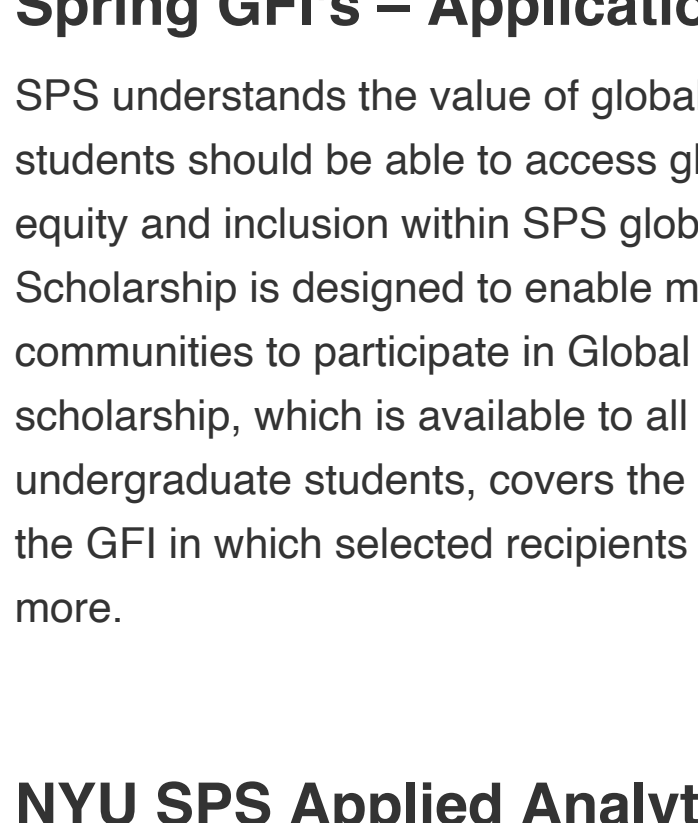 Spring GFI's – Applicatio
SPS understands the value of global
students should be able to access gl
equity and inclusion within SPS glob
Scholarship is designed to enable m
communities to participate in Global
scholarship, which is available to all
undergraduate students, covers the
the GFI in which selected recipients
more.
NYU SPS Applied Analyt